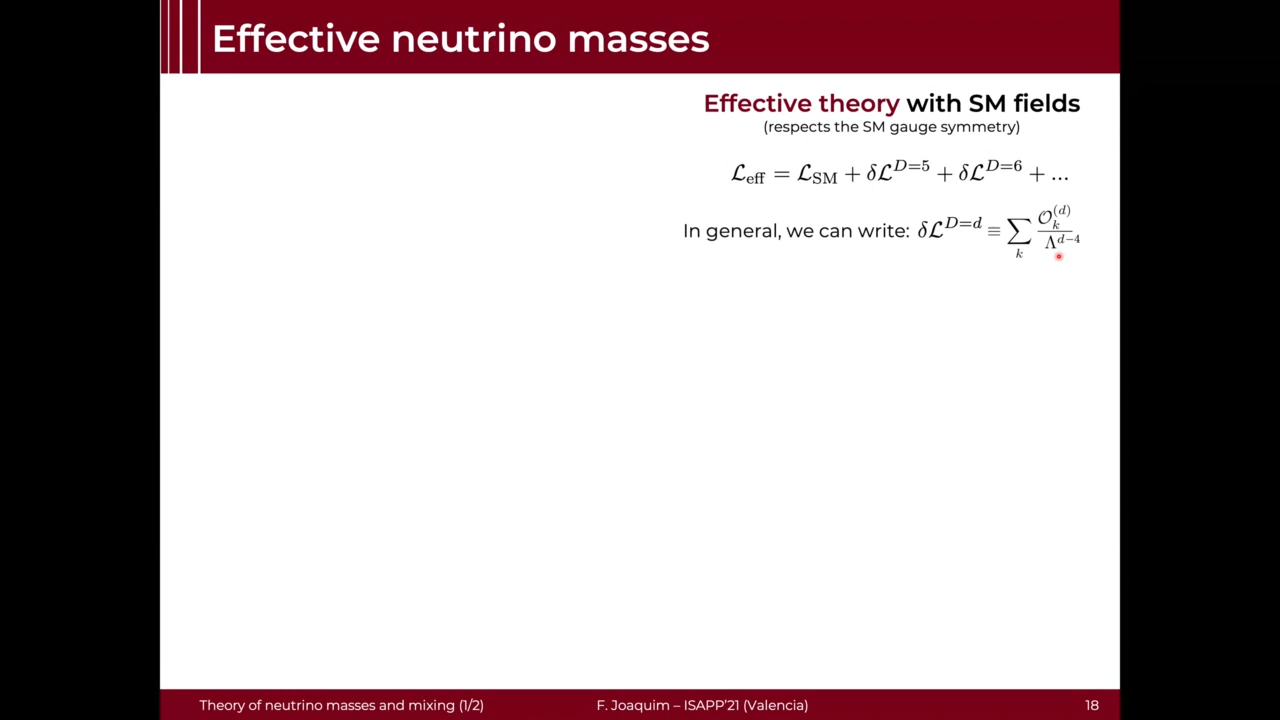 Effective neutrino masses
Effective theory with SM fields
(respects the SM gauge symmetry)
ℒ_eff = ℒ_SM + δℒ^{D=5} + δℒ^{D=6} + ...
In general, we can write: δℒ^{D=d} ≡ ∑_k 𝒪_k^{(d)} / Λ^{d−4}
Theory of neutrino masses and mixing (1/2) F. Joaquim – ISAPP’21 (Valencia) 18